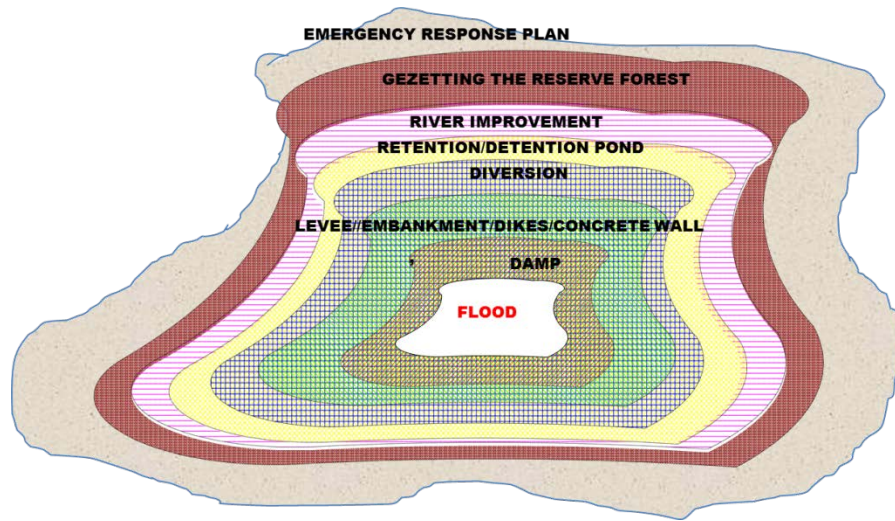 EMERGENCY RESPONSE PLAN
GEZETTING THE RESERVE FOREST
RIVER IMPROVEMENT
RETENTION/DETENTION POND
DIVERSION
LEVEE//EMBANKMENT/DIKES/CONCRETE WALL
, DAMP
FLOOD